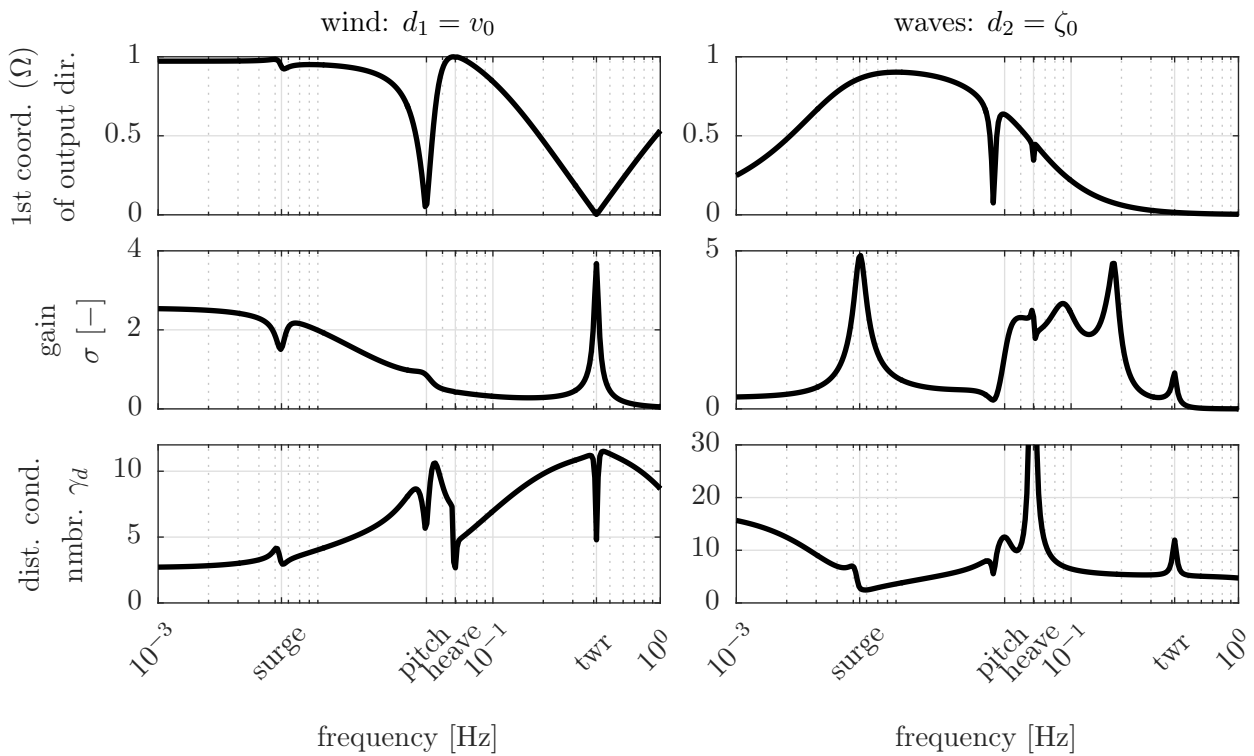 wind: d₁ = v₀
waves: d₂ = ζ₀
1st coord. (Ω)
of output dir.
1
0.5
0
1
0.5
0
gain
σ [−]
4
2
0
5
0
dist. cond.
nmbr. γ_d
10
5
0
30
20
10
0
10⁻³ surge pitch heave 10⁻¹ twr 10⁰
10⁻³ surge pitch heave 10⁻¹ twr 10⁰
frequency [Hz]
frequency [Hz]